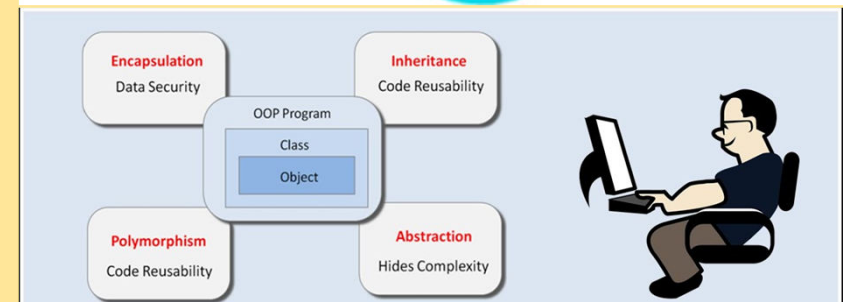 Encapsulation
Data Security
Inheritance
Code Reusability
OOP Program
Class
Object
Polymorphism
Code Reusability
Abstraction
Hides Complexity